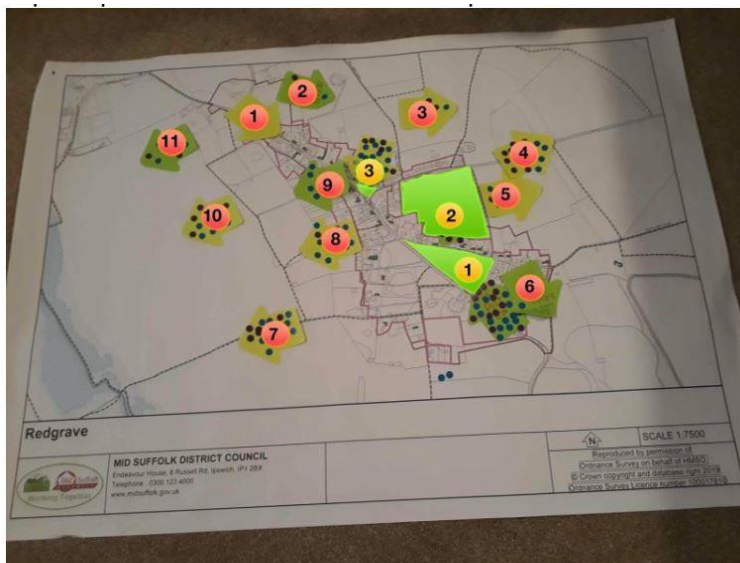 2
1
3
11
4
3
9
5
10
2
8
1
6
7
Redgrave
MID SUFFOLK DISTRICT COUNCIL
Endeavour House, 8 Russell Rd, Ipswich, IP1 2BX
Telephone : 0300 123 4000
www.midsuffolk.gov.uk
Mid Suffolk
Working Together
N
SCALE 1:7500
Reproduced by permission of
Ordnance Survey on behalf of HMSO.
© Crown copyright and database right 2019
Ordnance Survey Licence number